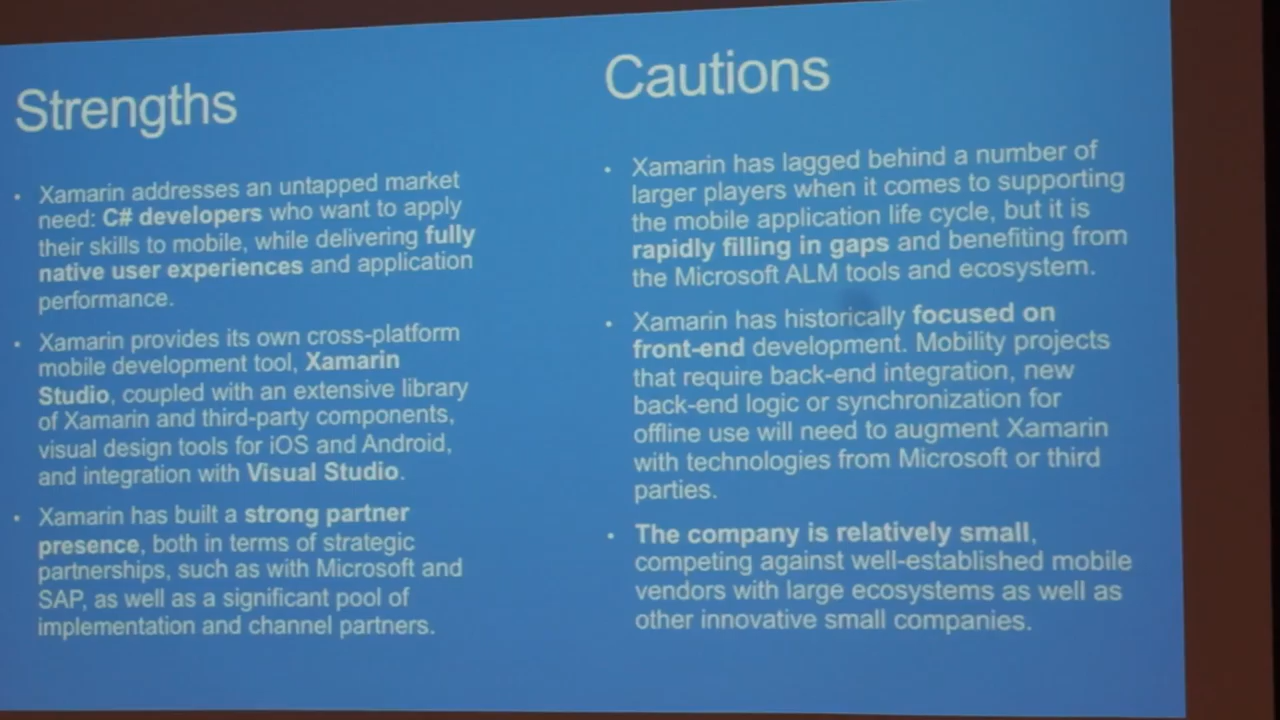 Strengths
• Xamarin addresses an untapped market
need: C# developers who want to apply
their skills to mobile, while delivering fully
native user experiences and application
performance.
• Xamarin provides its own cross-platform
mobile development tool, Xamarin
Studio, coupled with an extensive library
of Xamarin and third-party components,
visual design tools for iOS and Android,
and integration with Visual Studio.
• Xamarin has built a strong partner
presence, both in terms of strategic
partnerships, such as with Microsoft and
SAP, as well as a significant pool of
implementation and channel partners.
Cautions
• Xamarin has lagged behind a number of
larger players when it comes to supporting
the mobile application life cycle, but it is
rapidly filling in gaps and benefiting from
the Microsoft ALM tools and ecosystem.
• Xamarin has historically focused on
front-end development. Mobility projects
that require back-end integration, new
back-end logic or synchronization for
offline use will need to augment Xamarin
with technologies from Microsoft or third
parties.
• The company is relatively small,
competing against well-established mobile
vendors with large ecosystems as well as
other innovative small companies.